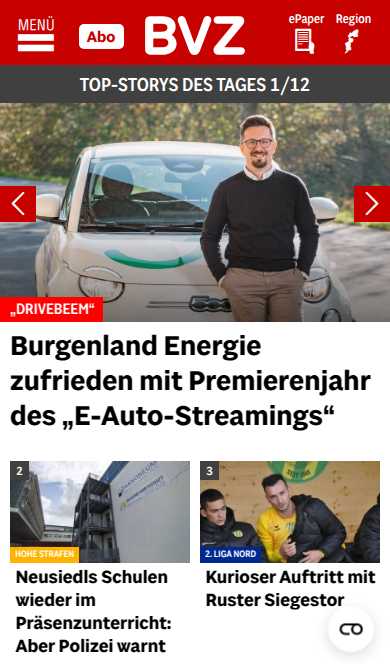 MENÜ
Abo
BVZ
ePaper
Region
TOP-STORYS DES TAGES 1/12
„DRIVEBEEM“
Burgenland Energie
zufrieden mit Premierenjahr
des „E-Auto-Streamings“
2
HOHE STRAFEN
Neusiedls Schulen
wieder im
Präsenzunterricht:
Aber Polizei warnt
3
2. LIGA NORD
Kurioser Auftritt mit
Ruster Siegestor